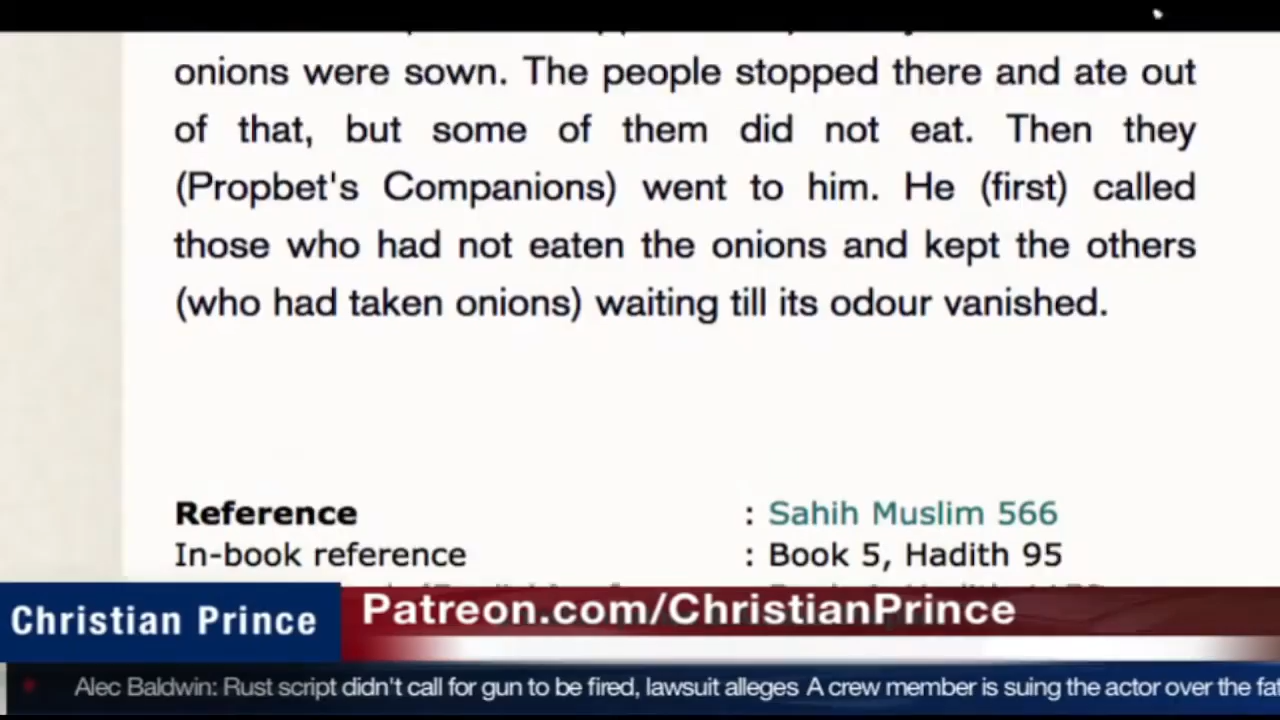 onions were sown. The people stopped there and ate out
of that, but some of them did not eat. Then they
(Propbet's Companions) went to him. He (first) called
those who had not eaten the onions and kept the others
(who had taken onions) waiting till its odour vanished.
Reference : Sahih Muslim 566
In-book reference : Book 5, Hadith 95
Christian Prince
Patreon.com/ChristianPrince
Alec Baldwin: Rust script didn't call for gun to be fired, lawsuit alleges A crew member is suing the actor over the fat